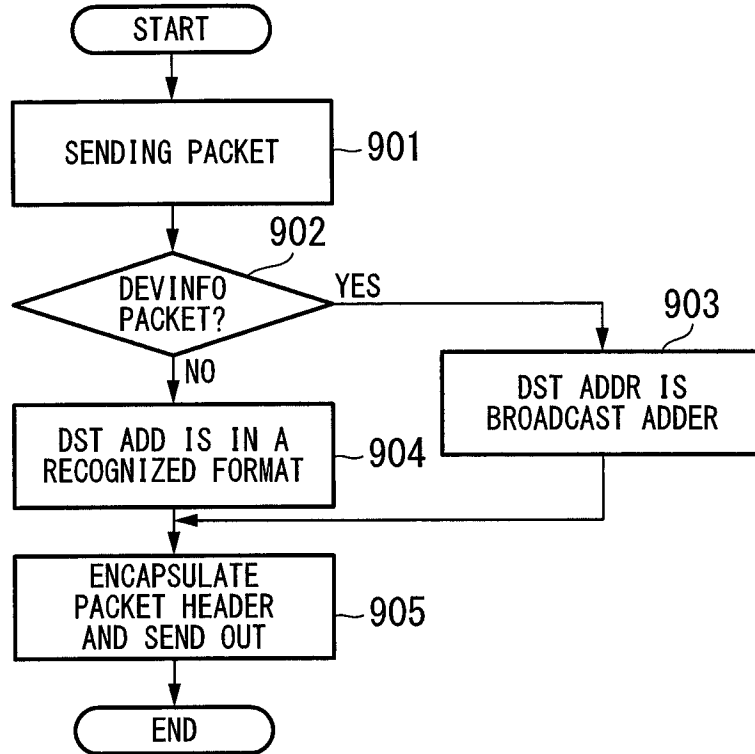 START
SENDING PACKET
901
902
DEVINFO
PACKET?
YES
NO
903
DST ADDR IS
BROADCAST ADDER
DST ADD IS IN A
RECOGNIZED FORMAT
904
ENCAPSULATE
PACKET HEADER
AND SEND OUT
905
END